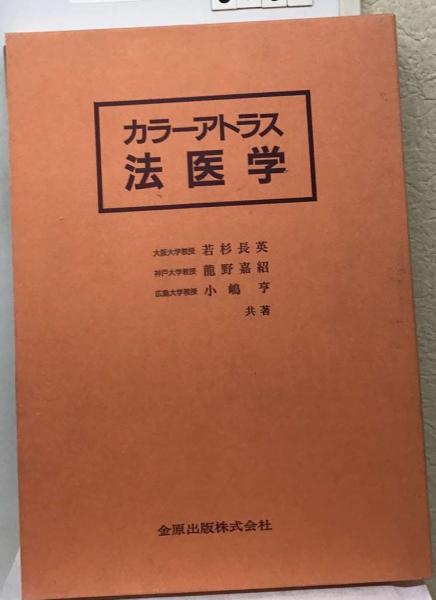 カラーアトラス
法医学
大阪大学教授 若杉長英
神戸大学教授 龍野嘉紹
広島大学教授 小嶋亨
共著
金原出版株式会社